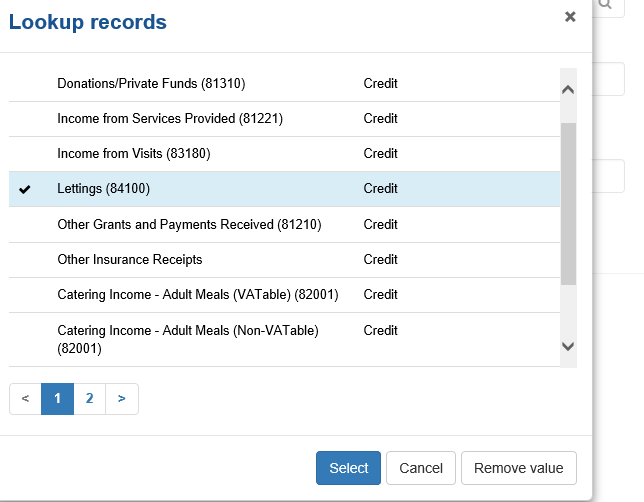 Lookup records
Donations/Private Funds (81310) Credit
Income from Services Provided (81221) Credit
Income from Visits (83180) Credit
Lettings (84100) Credit
Other Grants and Payments Received (81210) Credit
Other Insurance Receipts Credit
Catering Income - Adult Meals (VATable) (82001) Credit
Catering Income - Adult Meals (Non-VATable) Credit
(82001)
< 1 2 >
Select Cancel Remove value